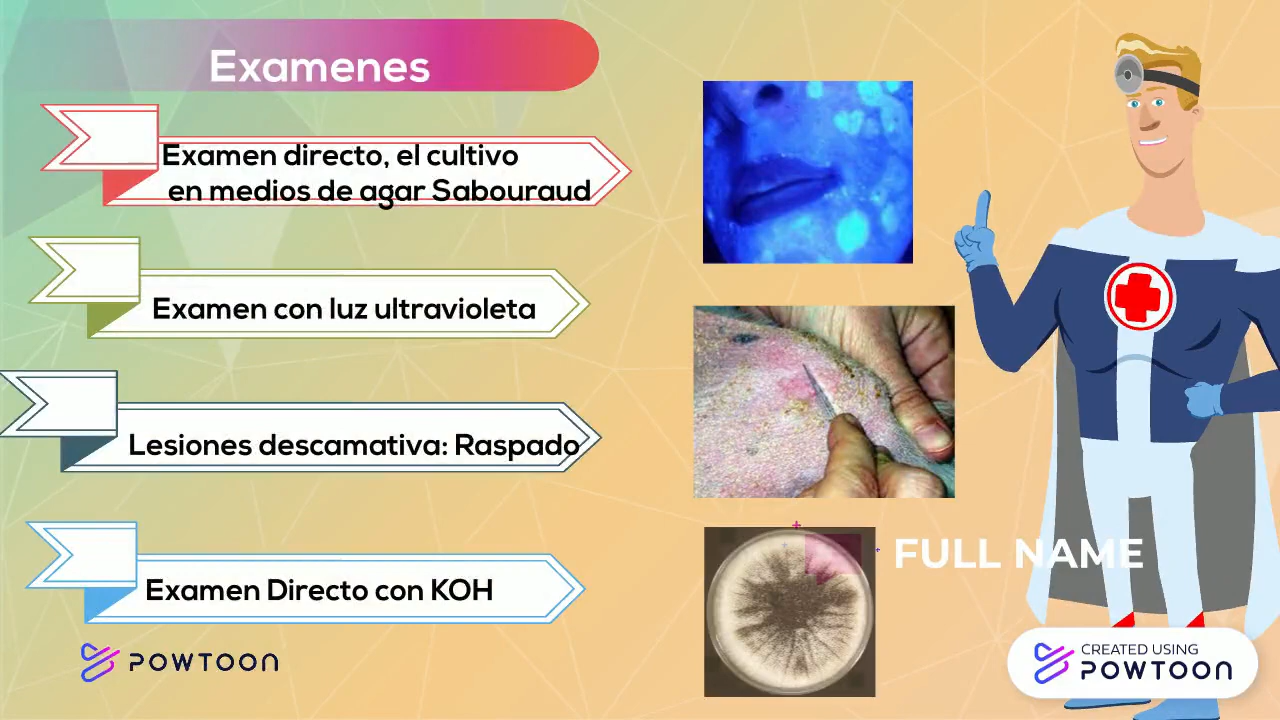 Examenes
Examen directo, el cultivo
en medios de agar Sabouraud
Examen con luz ultravioleta
Lesiones descamativa: Raspado
Examen Directo con KOH
FULL NAME
POWTOON
CREATED USING
POWTOON